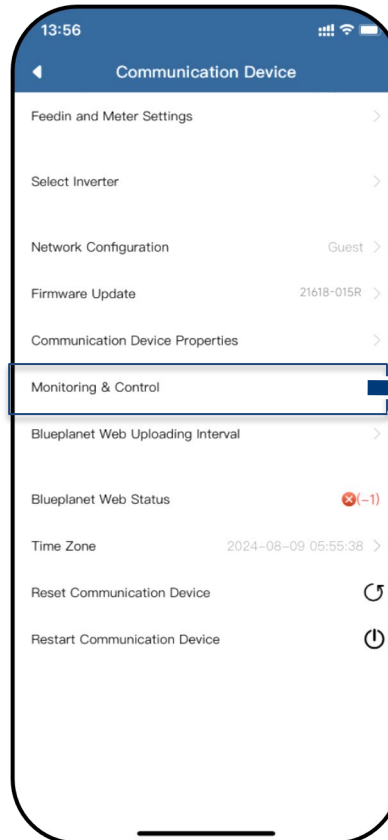 13:56
Communication Device
Feedin and Meter Settings
Select Inverter
Network Configuration Guest
Firmware Update 21618-015R
Communication Device Properties
Monitoring & Control
Blueplanet Web Uploading Interval
Blueplanet Web Status (-1)
Time Zone 2024-08-09 05:55:38
Reset Communication Device
Restart Communication Device